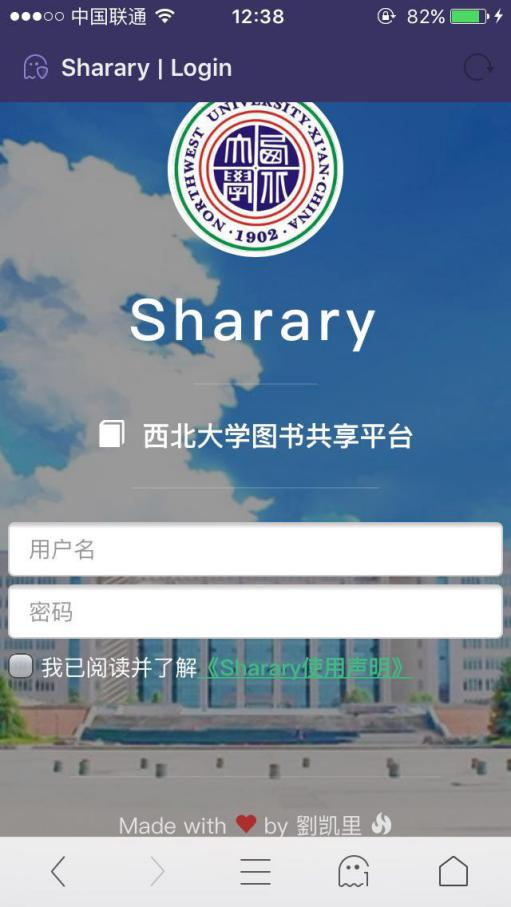 中国联通 12:38 82%
Sharary | Login
NORTHWEST UNIVERSITY·XI'AN·CHINA
·1902·
Sharary
西北大学图书共享平台
用户名
密码
我已阅读并了解《Sharary使用声明》
Made with ❤ by 劉凯里
1